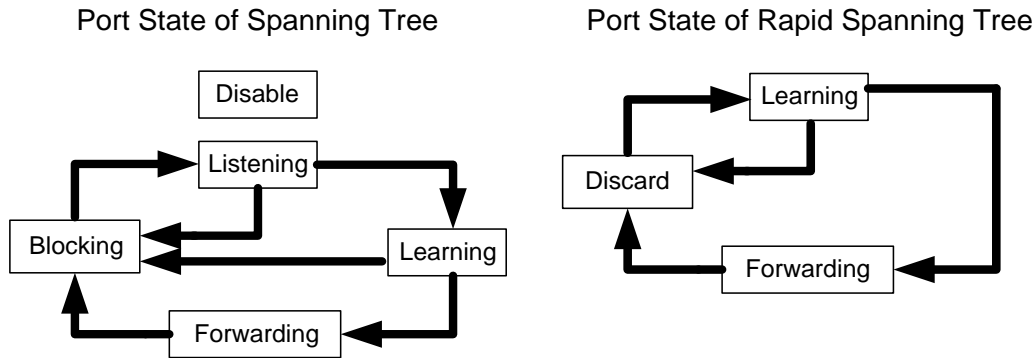 Port State of Spanning Tree
Disable
Listening
Blocking
Learning
Forwarding
Port State of Rapid Spanning Tree
Learning
Discard
Forwarding